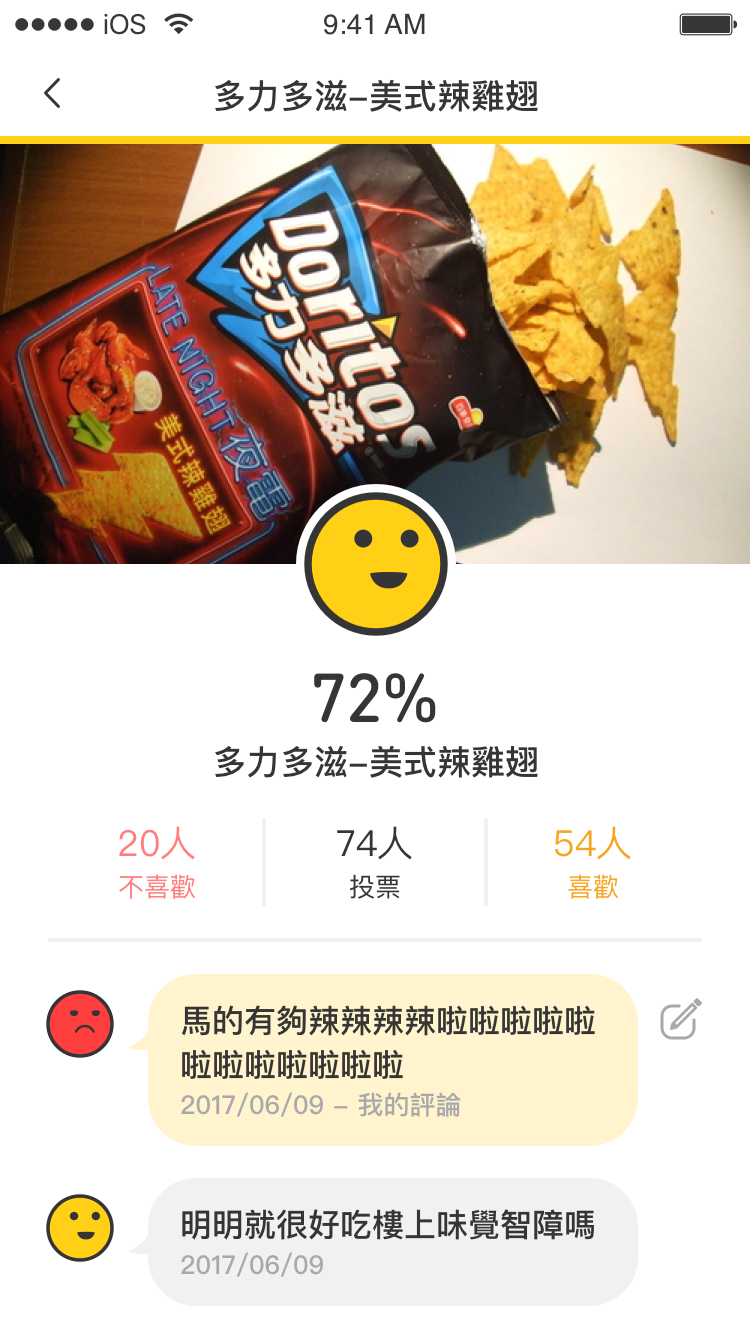 iOS 9:41 AM
多力多滋–美式辣雞翅
Doritos
多力多滋
LATE NIGHT 夜電
美式辣雞翅
72%
多力多滋–美式辣雞翅
20人 74人 54人
不喜歡 投票 喜歡
馬的有夠辣辣辣辣啦啦啦啦啦
啦啦啦啦啦啦啦
2017/06/09 – 我的評論
明明就很好吃樓上味覺智障嗎
2017/06/09